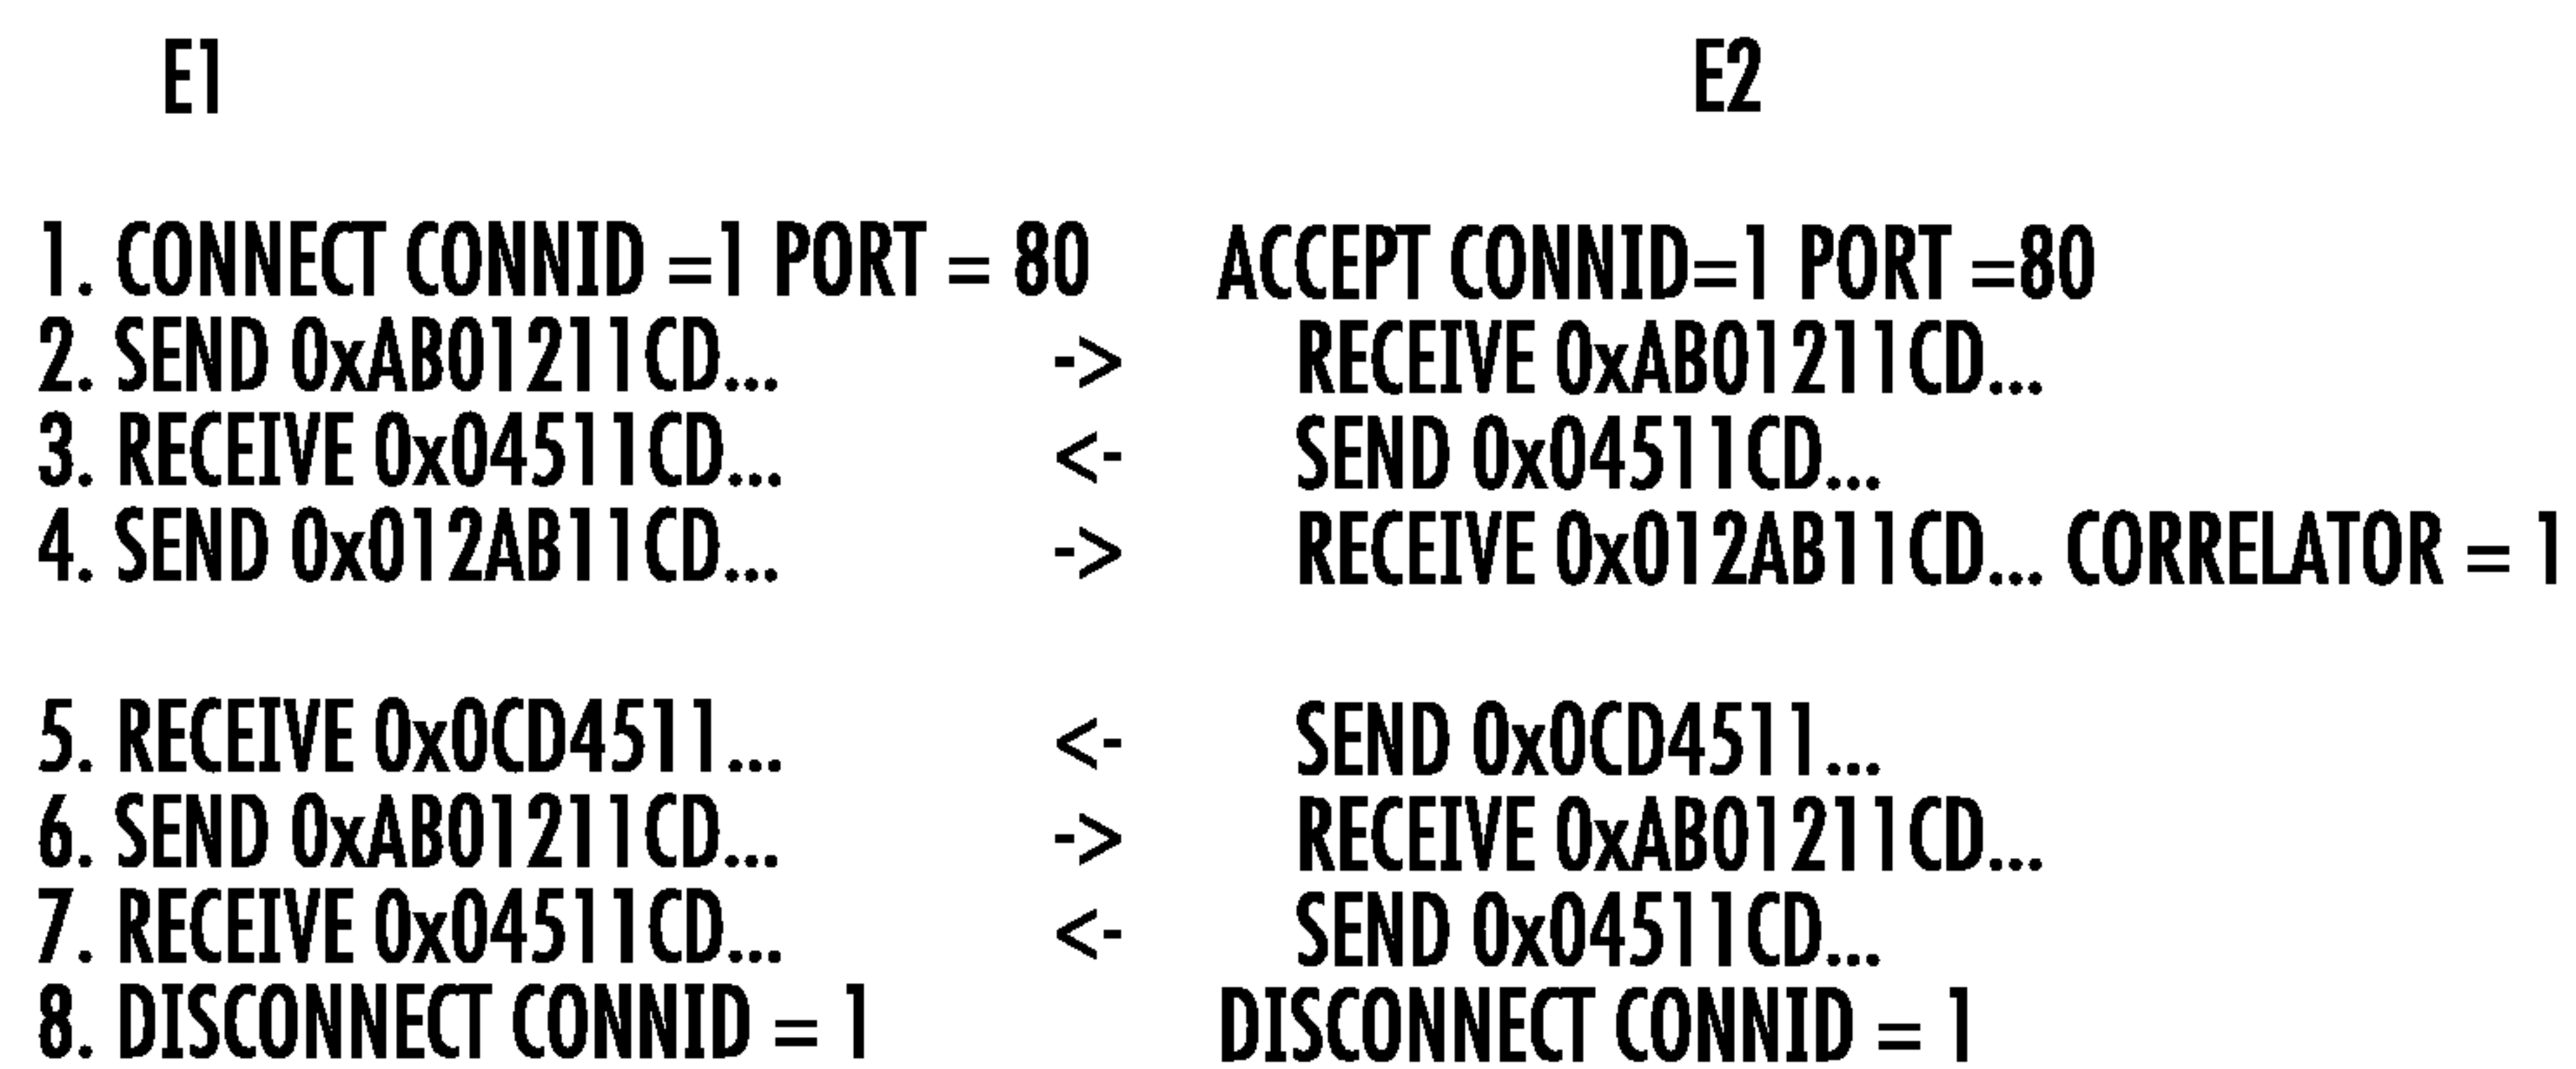 E1 E2
1. CONNECT CONNID =1 PORT = 80 ACCEPT CONNID=1 PORT =80
2. SEND 0xAB01211CD... -> RECEIVE 0xAB01211CD...
3. RECEIVE 0x04511CD... <- SEND 0x04511CD...
4. SEND 0x012AB11CD... -> RECEIVE 0x012AB11CD... CORRELATOR = 1
5. RECEIVE 0x0CD4511... <- SEND 0x0CD4511...
6. SEND 0xAB01211CD... -> RECEIVE 0xAB01211CD...
7. RECEIVE 0x04511CD... <- SEND 0x04511CD...
8. DISCONNECT CONNID = 1 DISCONNECT CONNID = 1